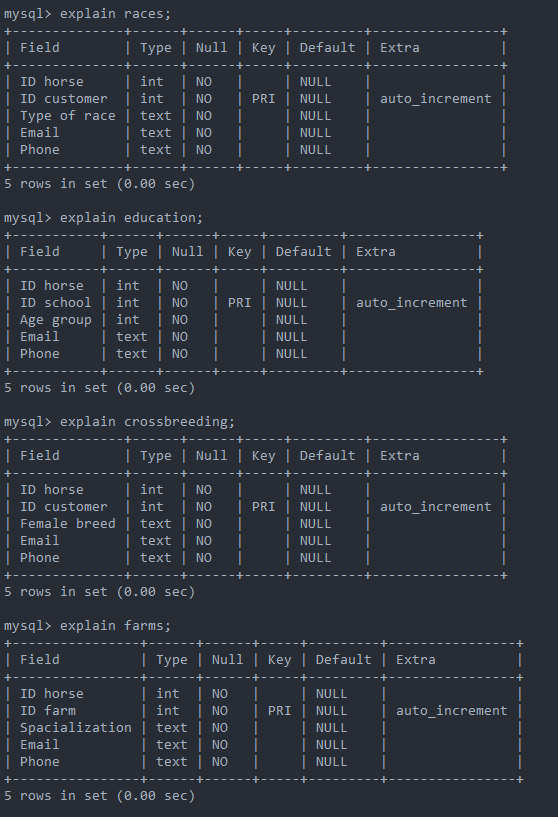 mysql> explain races;
+--------------+------+------+-----+---------+----------------+
| Field        | Type | Null | Key | Default | Extra          |
+--------------+------+------+-----+---------+----------------+
| ID horse     | int  | NO   |     | NULL    |                |
| ID customer  | int  | NO   | PRI | NULL    | auto_increment |
| Type of race | text | NO   |     | NULL    |                |
| Email        | text | NO   |     | NULL    |                |
| Phone        | text | NO   |     | NULL    |                |
+--------------+------+------+-----+---------+----------------+
5 rows in set (0.00 sec)
mysql> explain education;
+-----------+------+------+-----+---------+----------------+
| Field     | Type | Null | Key | Default | Extra          |
+-----------+------+------+-----+---------+----------------+
| ID horse  | int  | NO   |     | NULL    |                |
| ID school | int  | NO   | PRI | NULL    | auto_increment |
| Age group | int  | NO   |     | NULL    |                |
| Email     | text | NO   |     | NULL    |                |
| Phone     | text | NO   |     | NULL    |                |
+-----------+------+------+-----+---------+----------------+
5 rows in set (0.00 sec)
mysql> explain crossbreeding;
+--------------+------+------+-----+---------+----------------+
| Field        | Type | Null | Key | Default | Extra          |
+--------------+------+------+-----+---------+----------------+
| ID horse     | int  | NO   |     | NULL    |                |
| ID customer  | int  | NO   | PRI | NULL    | auto_increment |
| Female breed | text | NO   |     | NULL    |                |
| Email        | text | NO   |     | NULL    |                |
| Phone        | text | NO   |     | NULL    |                |
+--------------+------+------+-----+---------+----------------+
5 rows in set (0.00 sec)
mysql> explain farms;
+----------------+------+------+-----+---------+----------------+
| Field          | Type | Null | Key | Default | Extra          |
+----------------+------+------+-----+---------+----------------+
| ID horse       | int  | NO   |     | NULL    |                |
| ID farm        | int  | NO   | PRI | NULL    | auto_increment |
| Spacialization | text | NO   |     | NULL    |                |
| Email          | text | NO   |     | NULL    |                |
| Phone          | text | NO   |     | NULL    |                |
+----------------+------+------+-----+---------+----------------+
5 rows in set (0.00 sec)